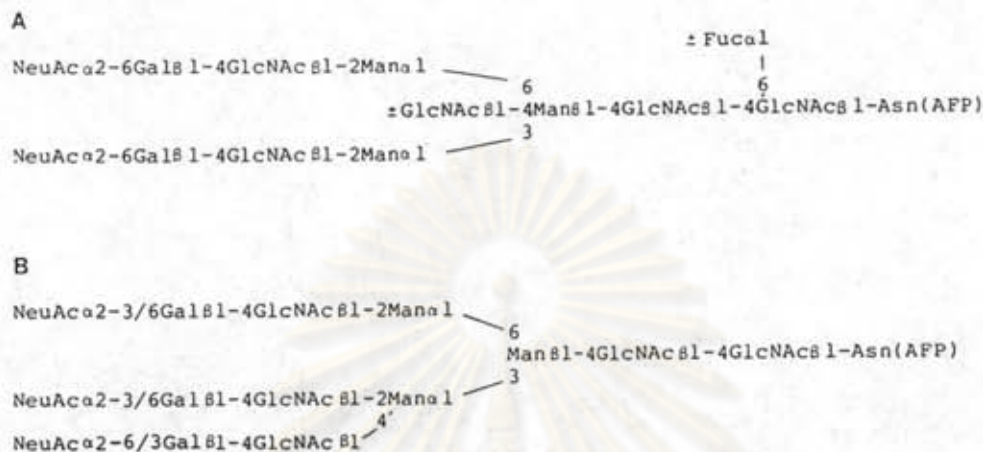 A
± Fucα1
NeuAcα2-6Galβ1-4GlcNAcβ1-2Manα1
6
6
±GlcNAcβ1-4Manβ1-4GlcNAcβ1-4GlcNAcβ1-Asn(AFP)
3
NeuAcα2-6Galβ1-4GlcNAcβ1-2Manα1
B
NeuAcα2-3/6Galβ1-4GlcNAcβ1-2Manα1
6
Manβ1-4GlcNAcβ1-4GlcNAcβ1-Asn(AFP)
3
NeuAcα2-3/6Galβ1-4GlcNAcβ1-2Manα1
4
NeuAcα2-6/3Galβ1-4GlcNAcβ1